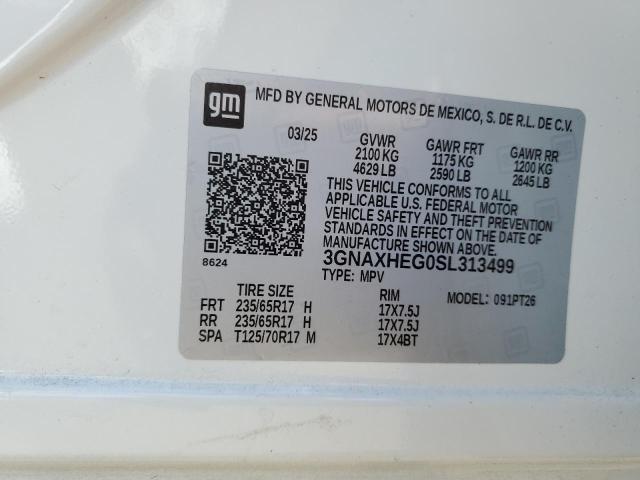 gm
MFD BY GENERAL MOTORS DE MEXICO, S. DE R.L. DE C.V.
03/25 GVWR GAWR FRT GAWR RR
2100 KG 1175 KG 1200 KG
4629 LB 2590 LB 2645 LB
THIS VEHICLE CONFORMS TO ALL
APPLICABLE U.S. FEDERAL MOTOR
VEHICLE SAFETY AND THEFT PREVENTION
STANDARDS IN EFFECT ON THE DATE OF
MANUFACTURE SHOWN ABOVE.
8624 3GNAXHEG0SL313499
TYPE: MPV
TIRE SIZE RIM MODEL: 091PT26
FRT 235/65R17 H 17X7.5J
RR 235/65R17 H 17X7.5J
SPA T125/70R17 M 17X4BT